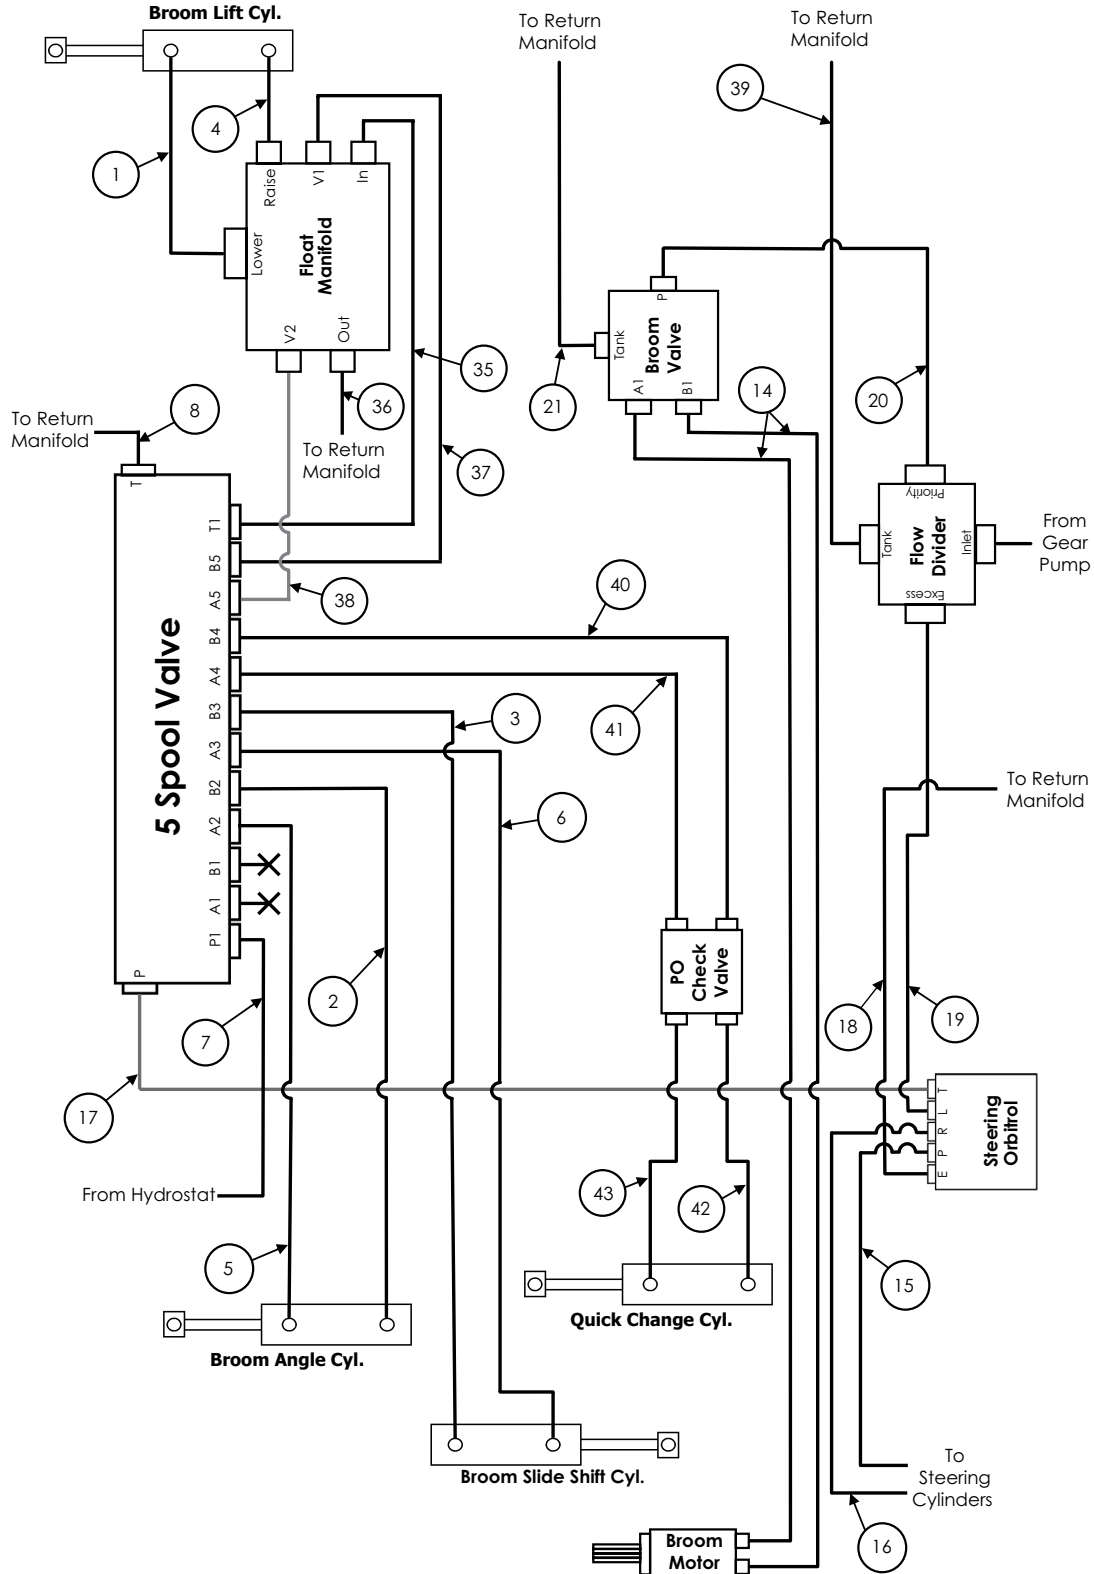 Broom Lift Cyl.
To Return
Manifold
To Return
Manifold
39
4
1
Raise
V1
In
Lower
Float
Manifold
V2
Out
P
Tank
Broom
Valve
A1
B1
35
14
36
21
20
8
To Return
Manifold
To Return
Manifold
37
T
Priority
Tank
Flow
Divider
Inlet
Excess
From
Gear
Pump
T1
B5
A5
B4
A4
B3
A3
B2
A2
B1
A1
P1
P
5 Spool Valve
38
40
3
41
6
To Return
Manifold
PO
Check
Valve
2
7
18
19
17
T
L
R
P
E
Steering
Orbitrol
From Hydrostat
43
42
5
15
Quick Change Cyl.
Broom Angle Cyl.
To
Steering
Cylinders
Broom Slide Shift Cyl.
16
Broom
Motor